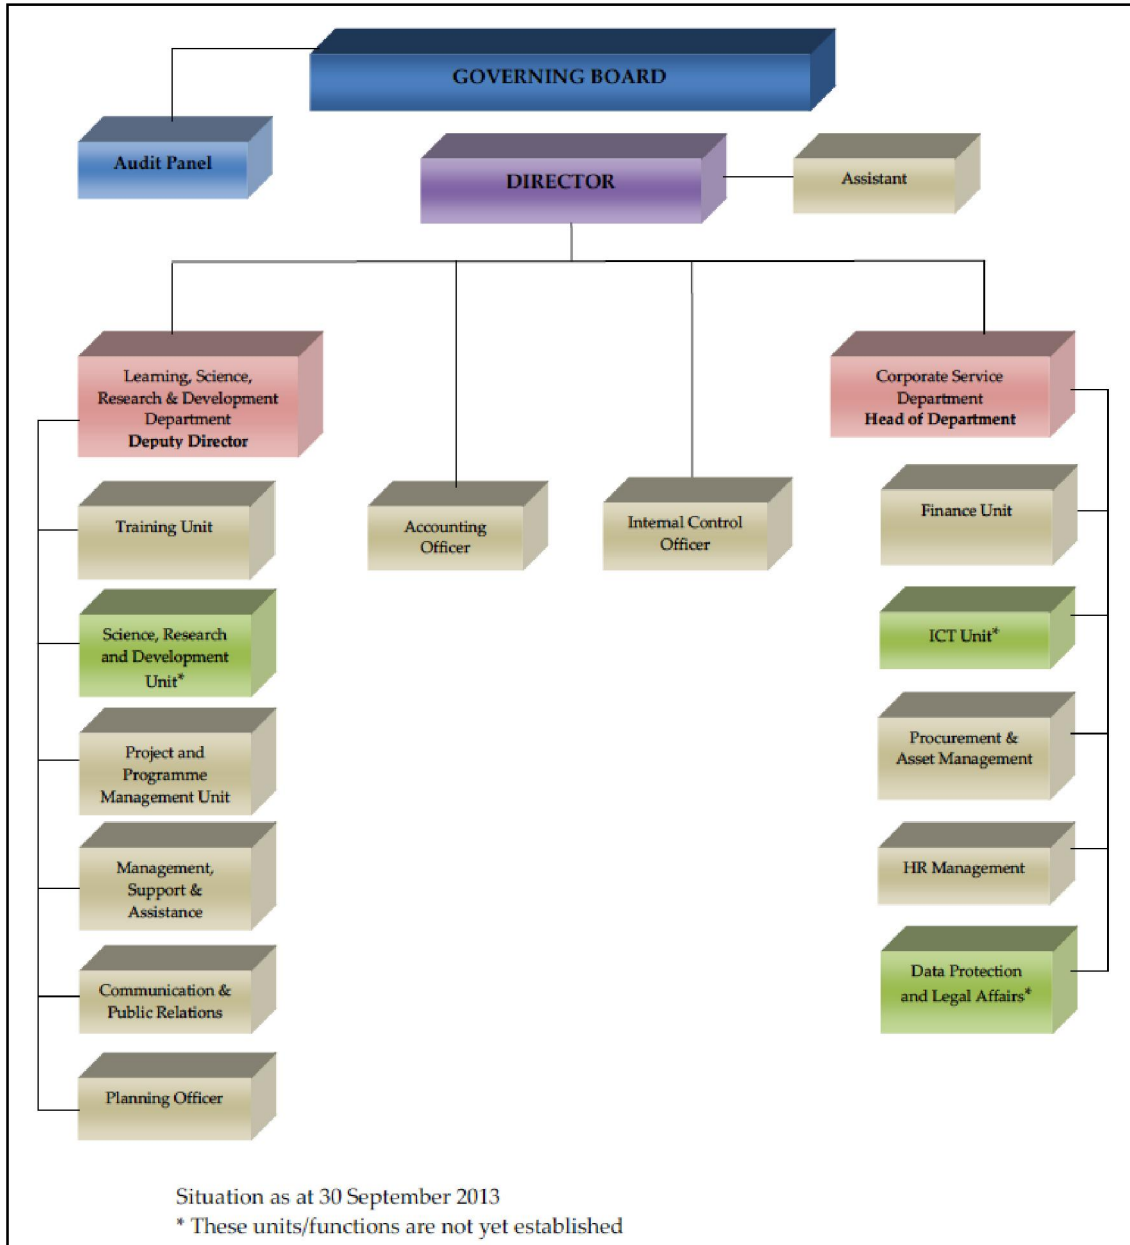 GOVERNING BOARD
Audit Panel
DIRECTOR
Assistant
Learning, Science,
Research & Development
Department
Deputy Director
Corporate Service
Department
Head of Department
Training Unit
Accounting
Officer
Internal Control
Officer
Finance Unit
Science, Research
and Development
Unit*
ICT Unit*
Project and
Programme
Management Unit
Procurement &
Asset Management
Management,
Support &
Assistance
HR Management
Communication &
Public Relations
Data Protection
and Legal Affairs*
Planning Officer
Situation as at 30 September 2013
* These units/functions are not yet established